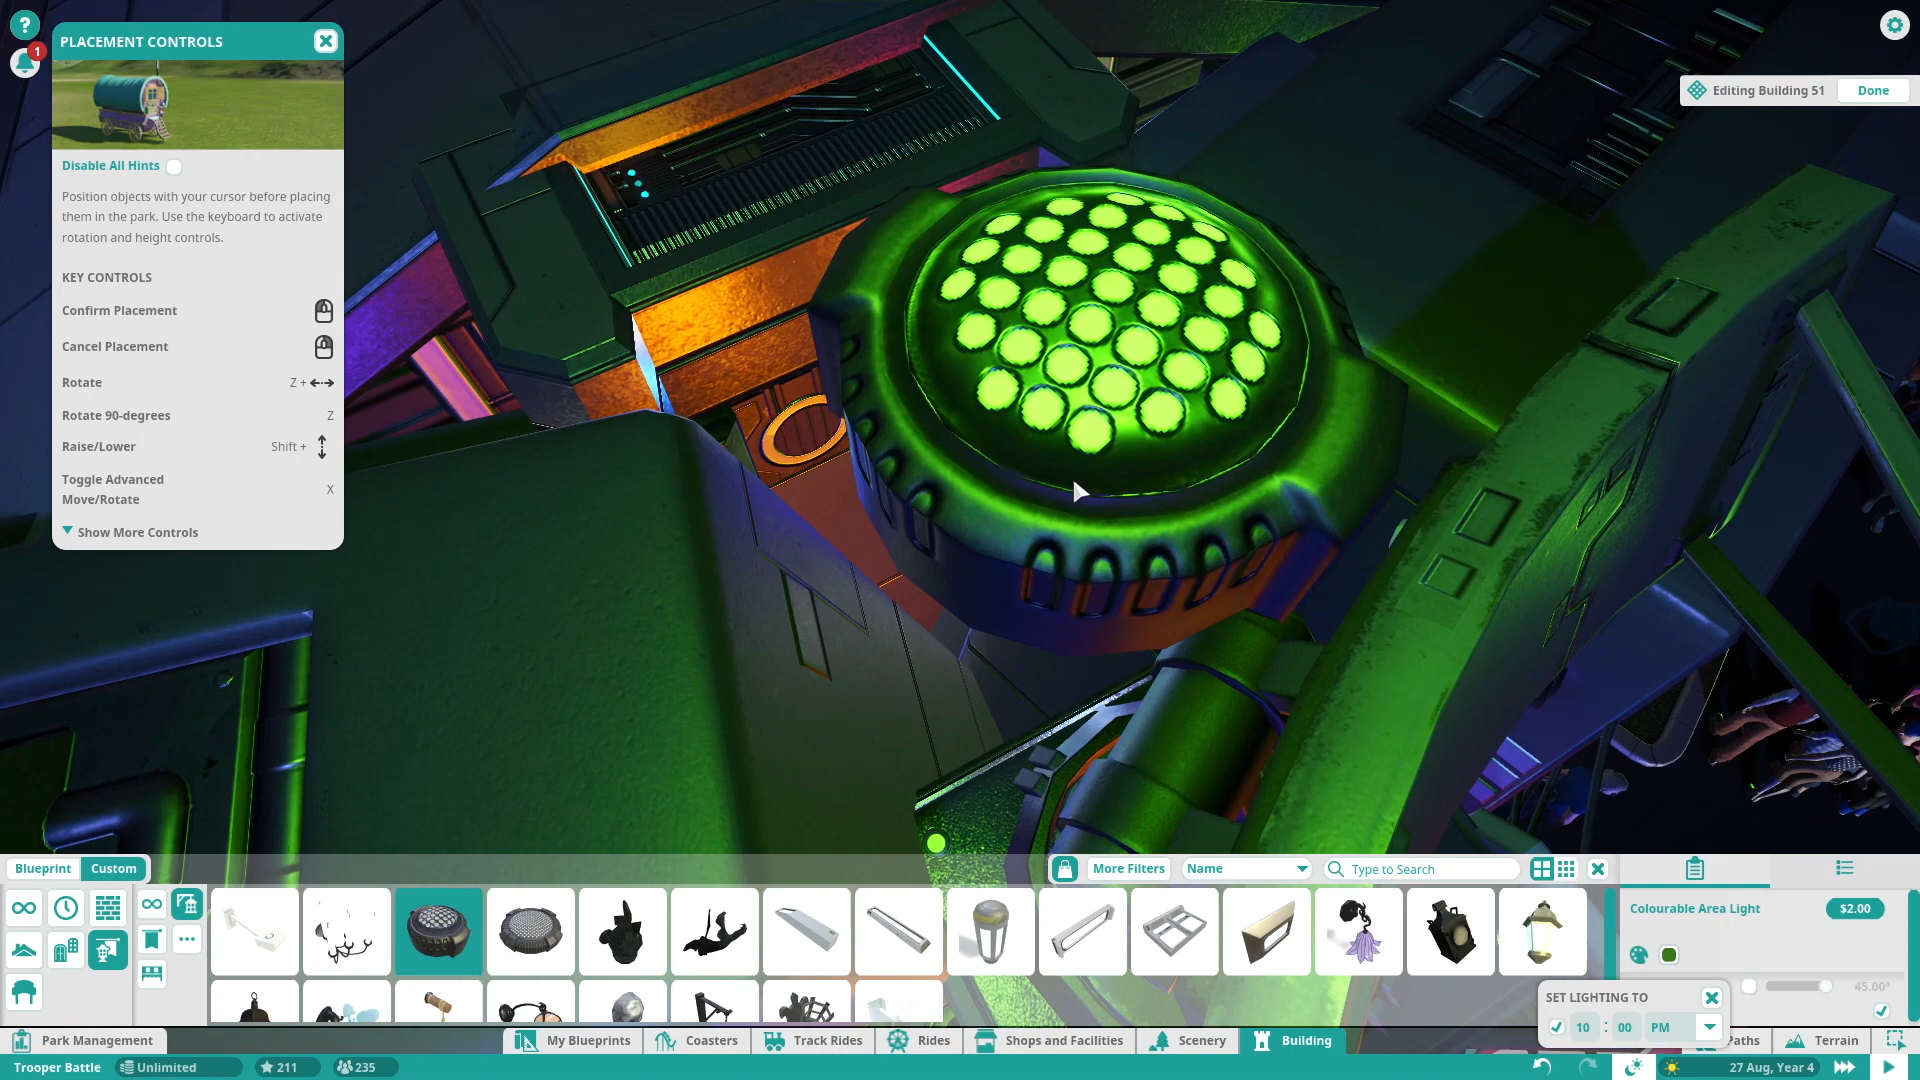 ?
1
PLACEMENT CONTROLS
Disable All Hints
Position objects with your cursor before placing
them in the park. Use the keyboard to activate
rotation and height controls.
KEY CONTROLS
Confirm Placement
Cancel Placement
Rotate Z +
Rotate 90-degrees Z
Raise/Lower Shift +
Toggle Advanced
Move/Rotate X
Show More Controls
Editing Building 51 Done
Blueprint Custom
More Filters Name Type to Search
Colourable Area Light $2.00
45.00°
SET LIGHTING TO
10 : 00 PM
Park Management My Blueprints Coasters Track Rides Rides Shops and Facilities Scenery Building Paths Terrain
Trooper Battle Unlimited 211 235 27 Aug, Year 4